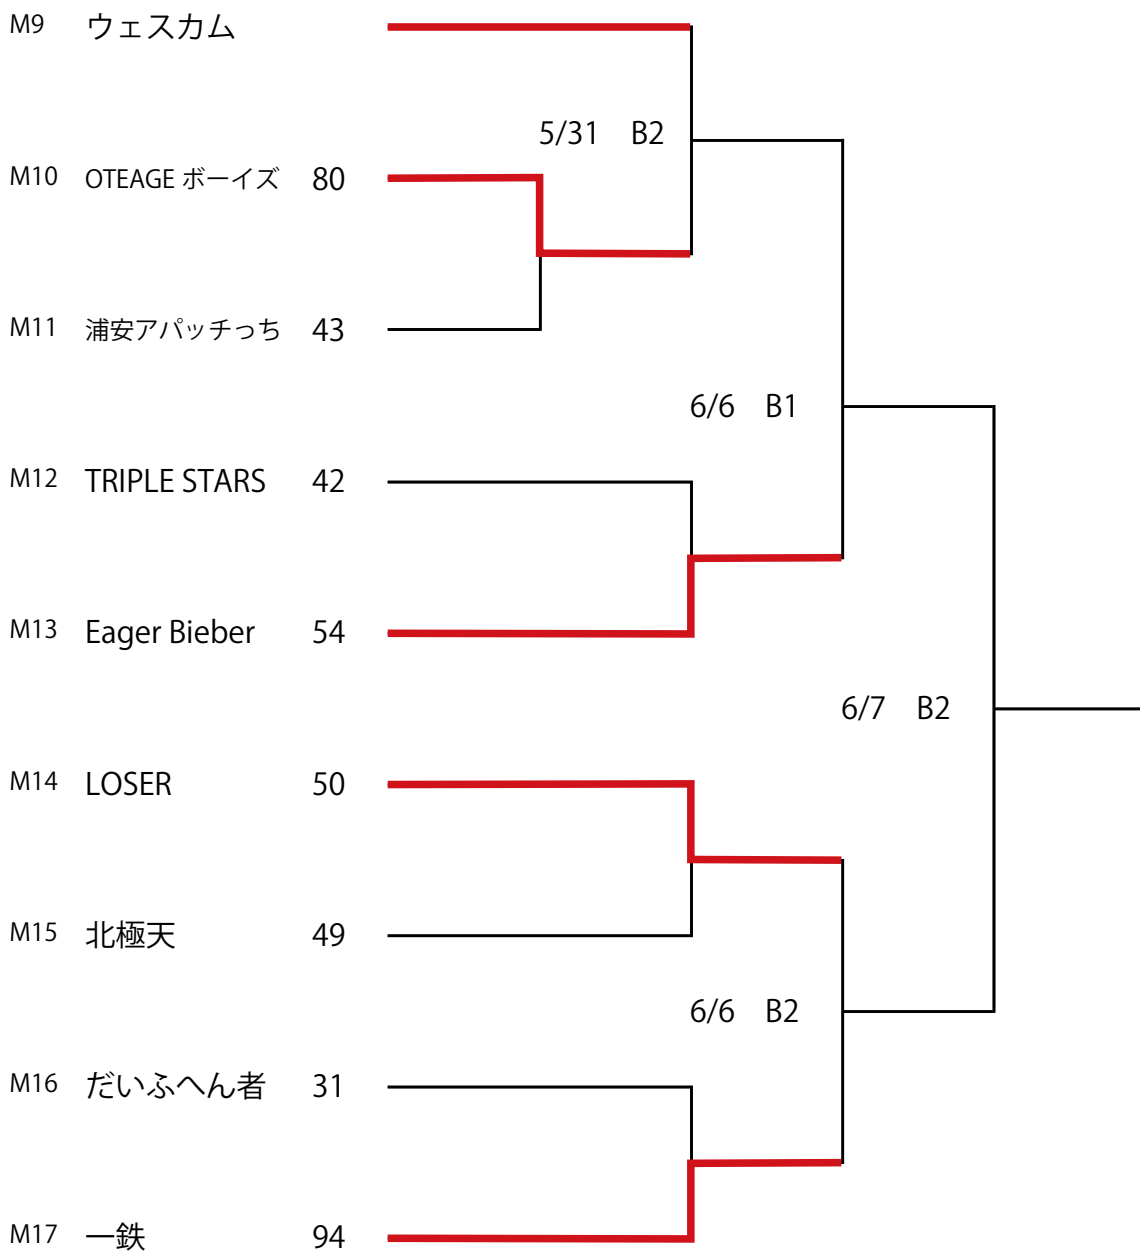 M9 ウェスカム
5/31 B2
M10 OTEAGE ボーイズ 80
M11 浦安アパッチっち 43
6/6 B1
M12 TRIPLE STARS 42
M13 Eager Bieber 54
6/7 B2
M14 LOSER 50
M15 北極天 49
6/6 B2
M16 だいふへん者 31
M17 一鉄 94